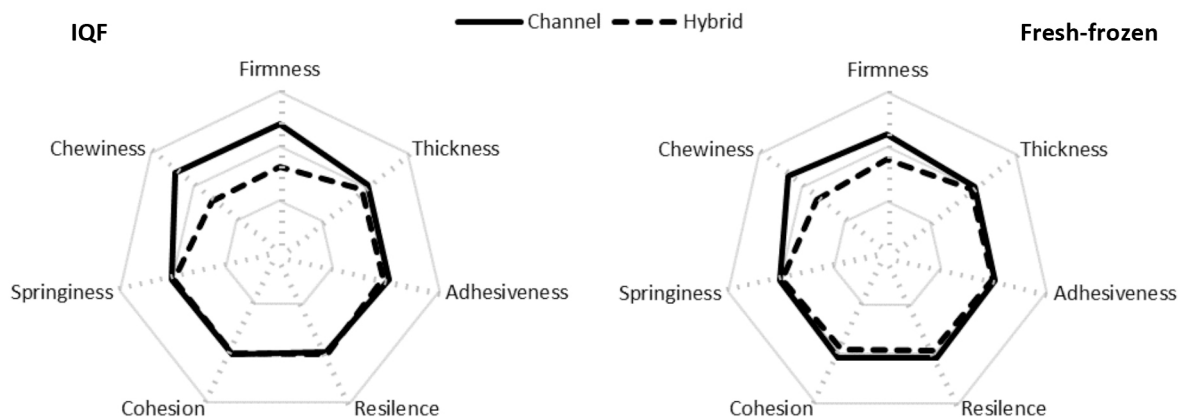 IQF
Channel
Hybrid
Fresh-frozen
Firmness
Thickness
Adhesiveness
Resilence
Cohesion
Springiness
Chewiness
Firmness
Thickness
Adhesiveness
Resilence
Cohesion
Springiness
Chewiness